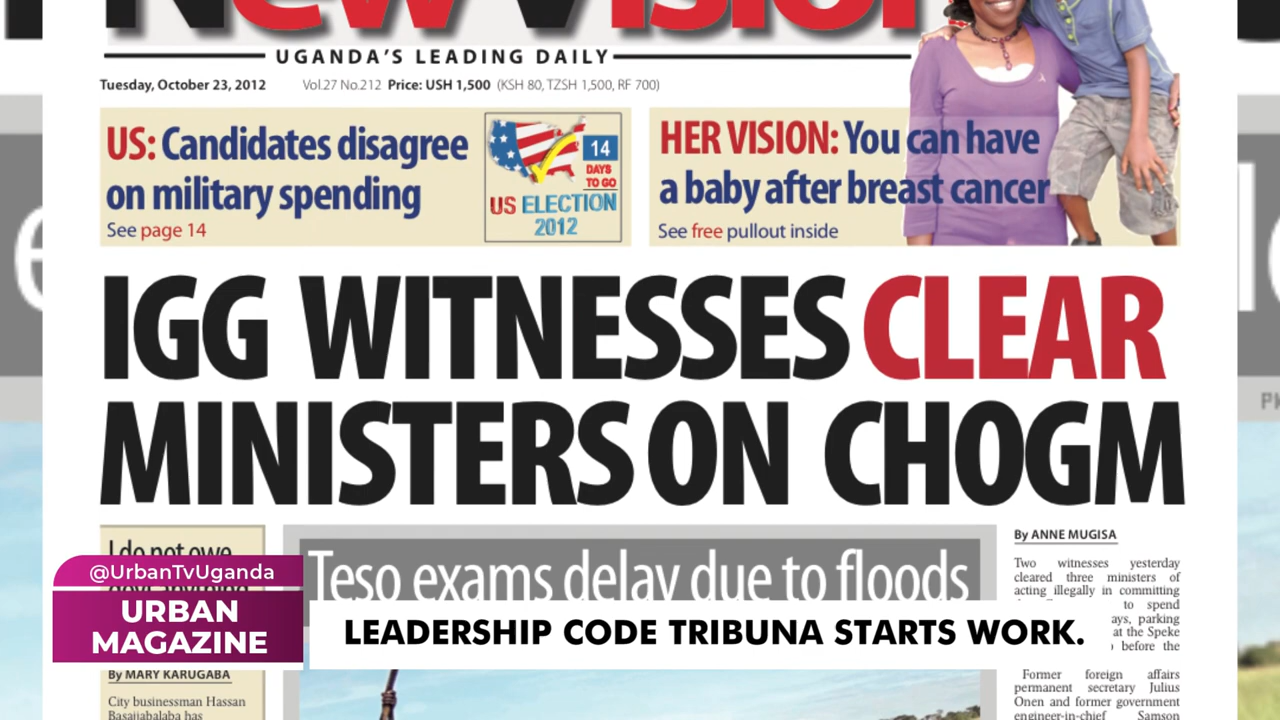 New Vision
UGANDA'S LEADING DAILY
Tuesday, October 23, 2012 Vol.27 No.212 Price: USH 1,500 (KSH 80, TZSH 1,500, RF 700)
US: Candidates disagree
on military spending
See page 14
14
DAYS
TO GO
US ELECTION
2012
HER VISION: You can have
a baby after breast cancer
See free pullout inside
IGG WITNESSES CLEAR
MINISTERS ON CHOGM
I do not owe
Teso exams delay due to floods
By ANNE MUGISA
Two witnesses yesterday
cleared three ministers of
acting illegally in committing
to spend
parking
at the Speke
before the
Former foreign affairs
permanent secretary Julius
Onen and former government
engineer-in-chief Samson
@UrbanTvUganda
URBAN
MAGAZINE
LEADERSHIP CODE TRIBUNA STARTS WORK.
By MARY KARUGABA
City businessman Hassan
Basajjabalaba has